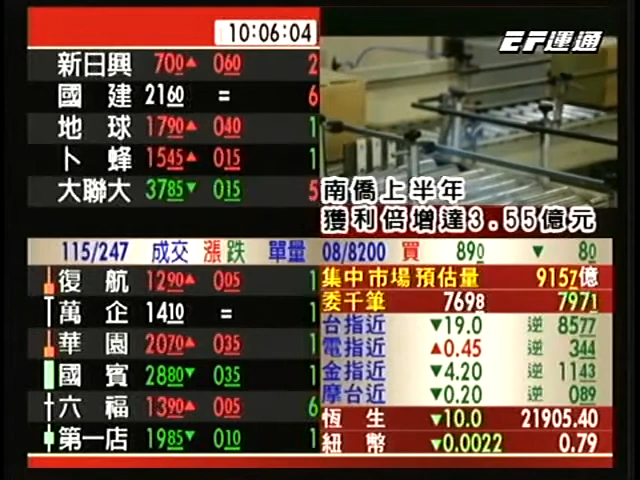 10:06:04
EF運通
新日興 700▲ 060 2
國建 2160 = 6
地球 1790▲ 040 1
卜蜂 1545▲ 015 1
大聯大 3785▼ 015 5
南僑上半年
獲利倍增達3.55億元
115/247 成交 漲跌 單量 08/8200 買 890 ▼ 80
復航 1290▲ 005 1
萬企 1410 = 1
華園 2070▲ 035 1
國賓 2880▼ 035 1
六福 1390▲ 005 6
第一店 1985▼ 010 1
集中市場預估量 9157億
委千筆 7698 7971
台指近 ▼19.0 逆 8577
電指近 ▲0.45 逆 344
金指近 ▼4.20 逆 1143
摩台近 ▼0.20 逆 089
恆生 ▼10.0 21905.40
紐幣 ▼0.0022 0.79